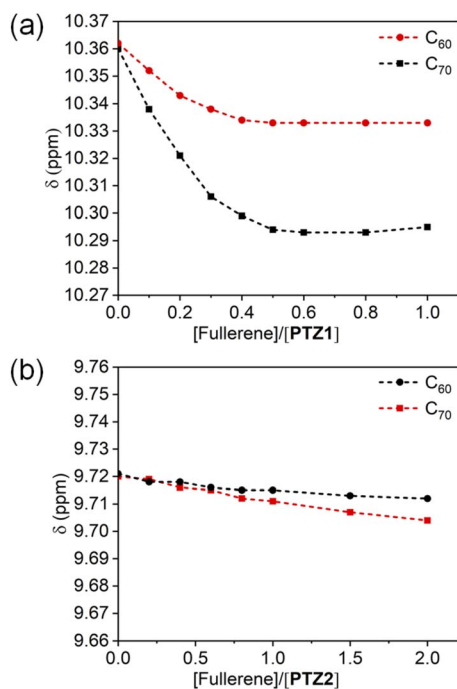 (a)
10.37
10.36
10.35
10.34
10.33
10.32
10.31
10.30
10.29
10.28
10.27
δ (ppm)
C60
C70
0.0 0.2 0.4 0.6 0.8 1.0
[Fullerene]/[PTZ1]
(b)
9.76
9.75
9.74
9.73
9.72
9.71
9.70
9.69
9.68
9.67
9.66
δ (ppm)
C60
C70
0.0 0.5 1.0 1.5 2.0
[Fullerene]/[PTZ2]